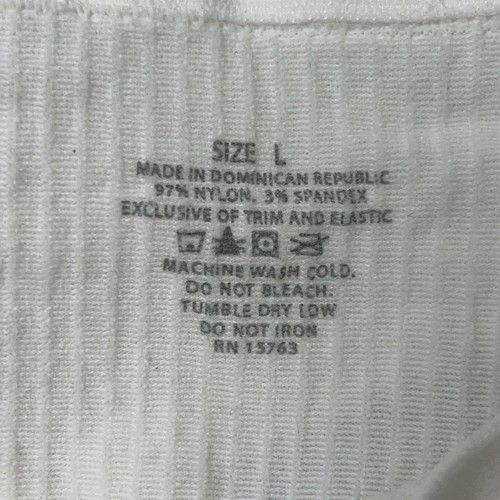 SIZE L
MADE IN DOMINICAN REPUBLIC
97% NYLON, 3% SPANDEX
EXCLUSIVE OF TRIM AND ELASTIC
MACHINE WASH COLD.
DO NOT BLEACH.
TUMBLE DRY LOW
DO NOT IRON
RN 15763